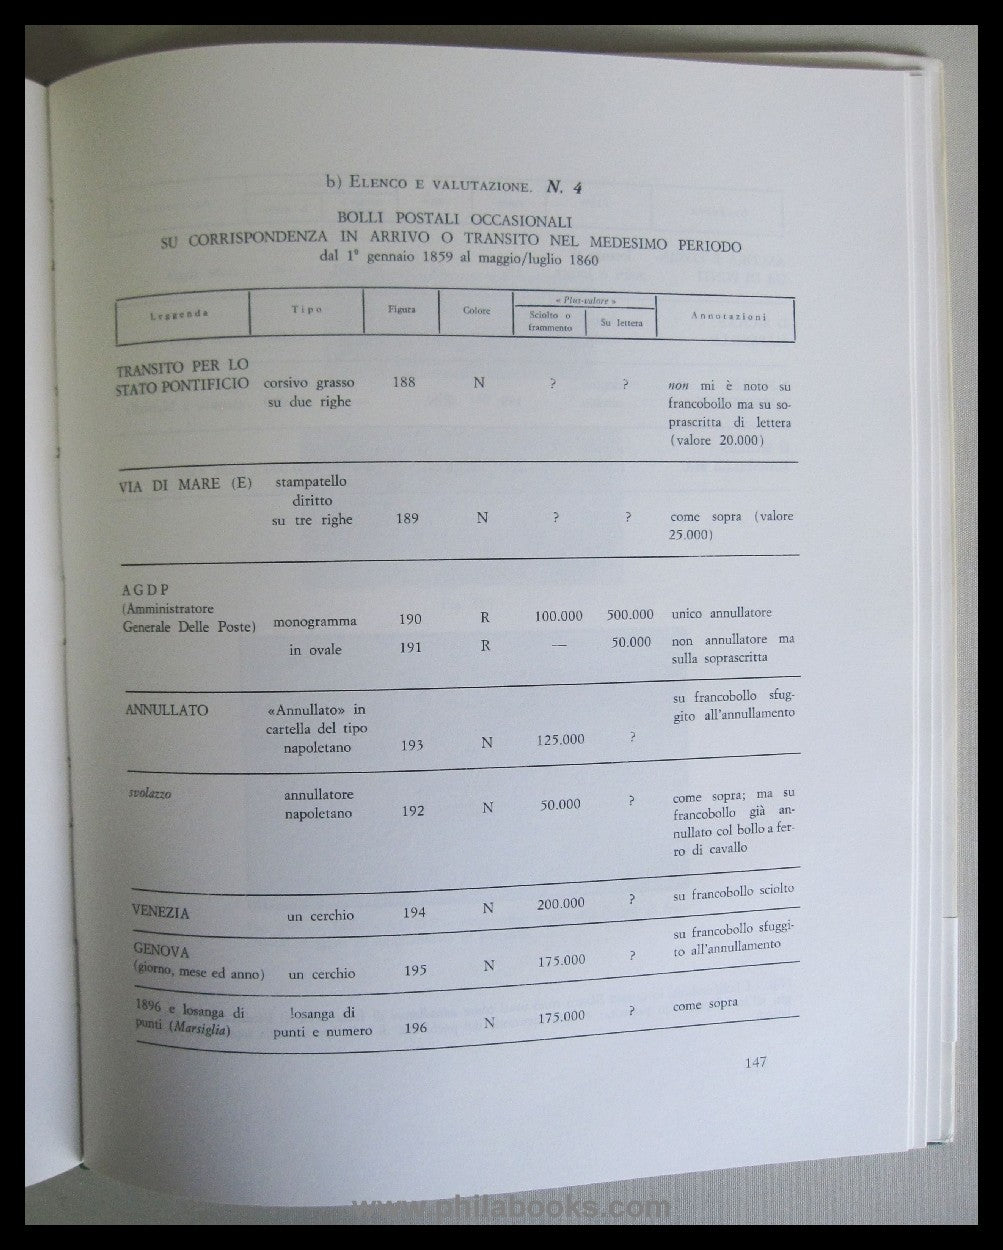 b) ELENCO E VALUTAZIONE. N. 4
BOLLI POSTALI OCCASIONALI
SU CORRISPONDENZA IN ARRIVO O TRANSITO NEL MEDESIMO PERIODO
dal 1° gennaio 1859 al maggio/luglio 1860
Leggenda Tipo Figura Colore « Plus-valore » Annotazioni
Sciolto o frammento Su lettera
TRANSITO PER LO
STATO PONTIFICIO corsivo grasso 188 N ? ? non mi è noto su
su due righe francobollo ma su so-
prascritta di lettera
(valore 20.000)
VIA DI MARE (E) stampatello
diritto
su tre righe 189 N ? ? come sopra (valore
25.000)
AGDP
(Amministratore
Generale Delle Poste) monogramma 190 R 100.000 500.000 unico annullatore
in ovale 191 R — 50.000 non annullatore ma
sulla soprascritta
ANNULLATO «Annullato» in su francobollo sfug-
cartella del tipo gito all'annullamento
napoletano 193 N 125.000 ?
svolazzo annullatore come sopra; ma su
napoletano 192 N 50.000 ? francobollo già an-
nullato col bollo a fer-
ro di cavallo
VENEZIA un cerchio 194 N 200.000 ? su francobollo sciolto
GENOVA su francobollo sfuggi-
(giorno, mese ed anno) un cerchio 195 N 175.000 ? to all'annullamento
1896 e losanga di losanga di
punti (Marsiglia) punti e numero 196 N 175.000 ? come sopra
147
www.philabooks.com